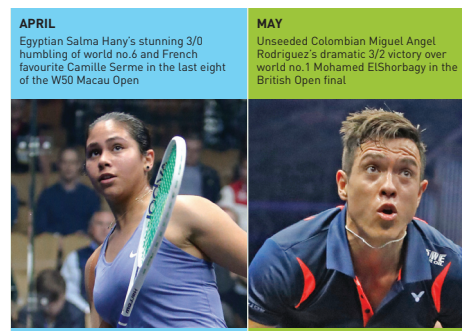 APRIL
Egyptian Salma Hany's stunning 3/0
humbling of world no.6 and French
favourite Camille Serme in the last eight
of the W50 Macau Open
MAY
Unseeded Colombian Miguel Angel
Rodriguez's dramatic 3/2 victory over
world no.1 Mohamed ElShorbagy in the
British Open final